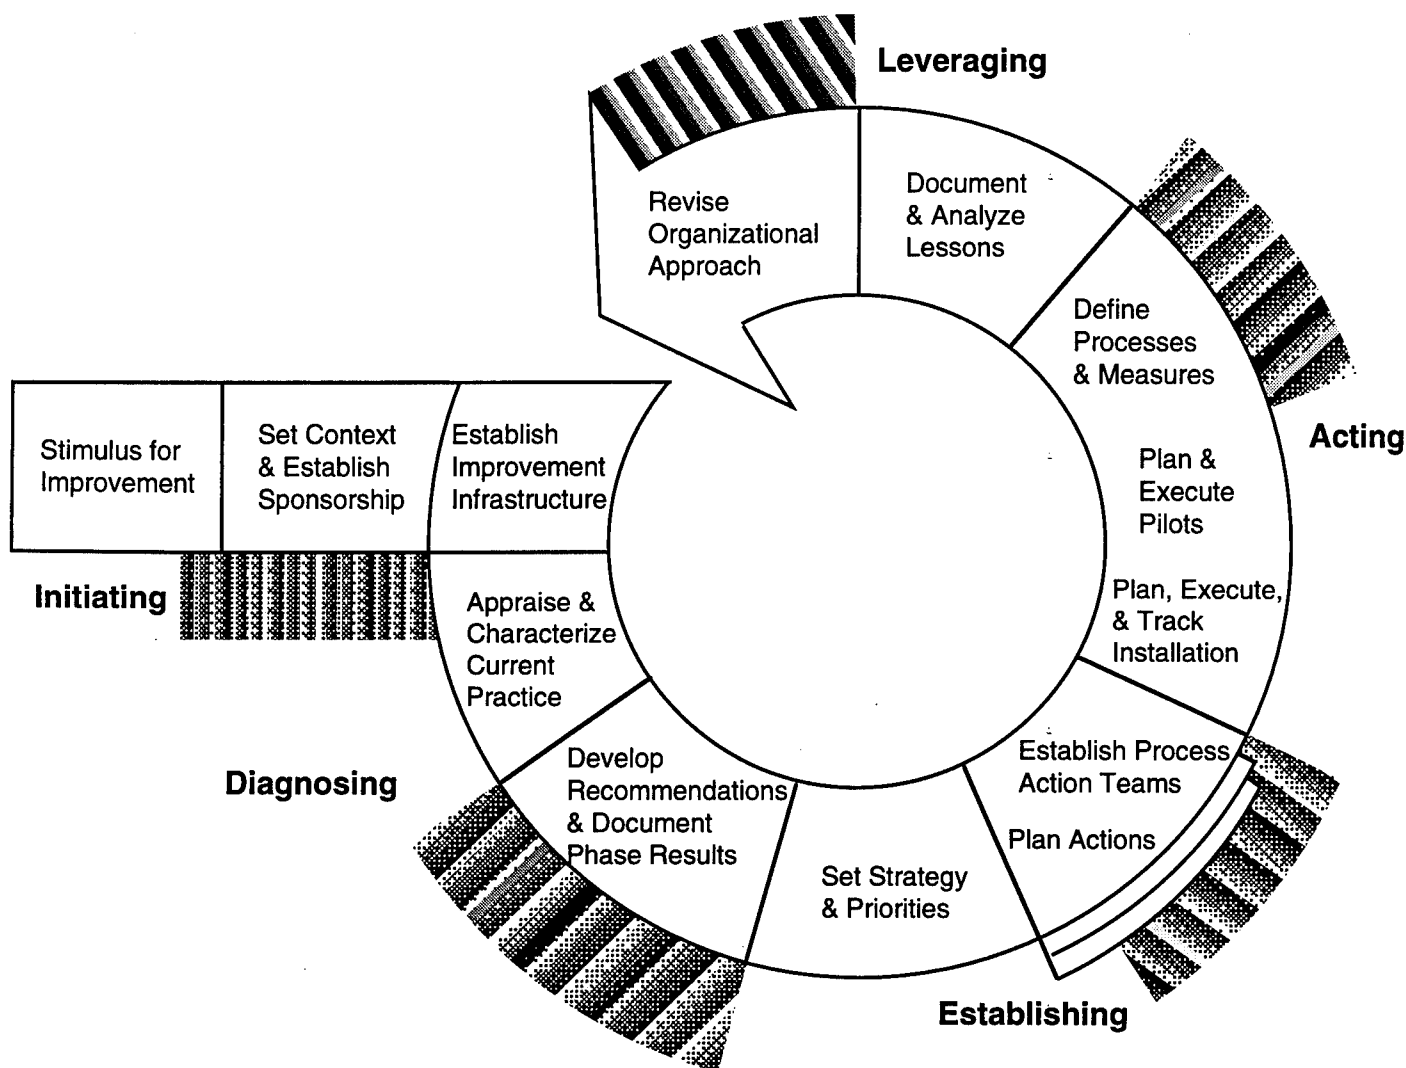 Leveraging
Revise
Organizational
Approach
Document
& Analyze
Lessons
Define
Processes
& Measures
Acting
Plan &
Execute
Pilots
Plan, Execute,
& Track
Installation
Stimulus for
Improvement
Set Context
& Establish
Sponsorship
Establish
Improvement
Infrastructure
Initiating
Appraise &
Characterize
Current
Practice
Diagnosing
Develop
Recommendations
& Document
Phase Results
Set Strategy
& Priorities
Establish Process
Action Teams
Plan Actions
Establishing